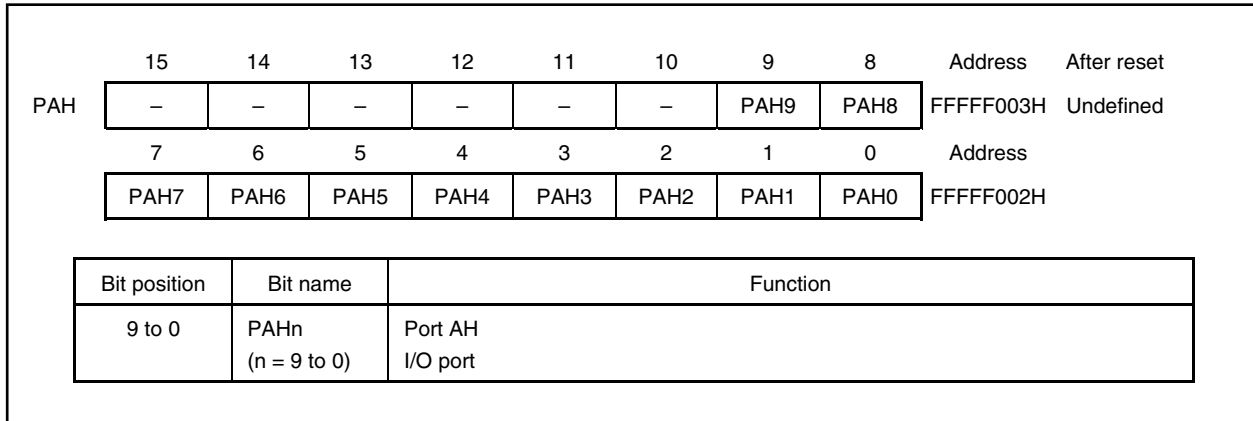 15 14 13 12 11 10 9 8 Address After reset
PAH – – – – – – PAH9 PAH8 FFFFF003H Undefined
7 6 5 4 3 2 1 0 Address
PAH7 PAH6 PAH5 PAH4 PAH3 PAH2 PAH1 PAH0 FFFFF002H
Bit position Bit name Function
9 to 0 PAHn Port AH
(n = 9 to 0) I/O port